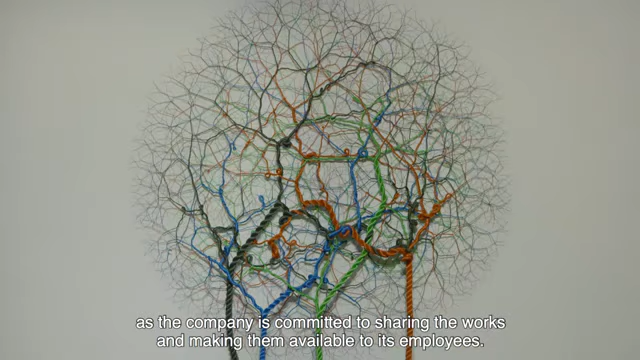 as the company is committed to sharing the works
and making them available to its employees.